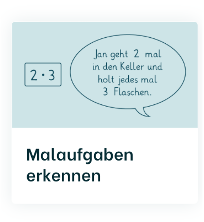 Jan geht 2 mal
in den Keller und
2 · 3
holt jedes mal
3 Flaschen.
Malaufgaben
erkennen